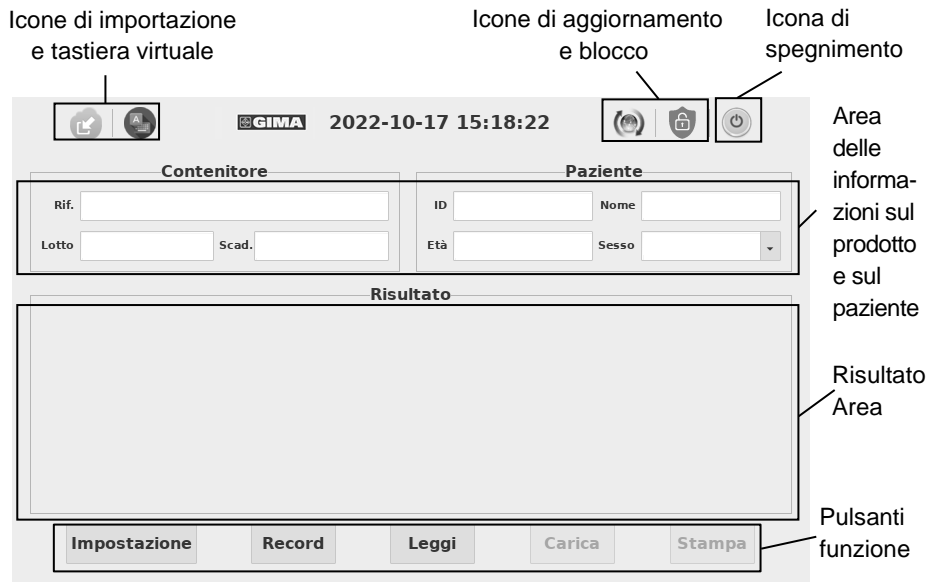 Icone di importazione
e tastiera virtuale
Icone di aggiornamento
e blocco
Icona di
spegnimento
GIMA 2022-10-17 15:18:22
Contenitore
Paziente
Rif.
ID
Nome
Lotto
Scad.
Età
Sesso
Risultato
Impostazione
Record
Leggi
Carica
Stampa
Area
delle
informa-
zioni sul
prodotto
e sul
paziente
Risultato
Area
Pulsanti
funzione